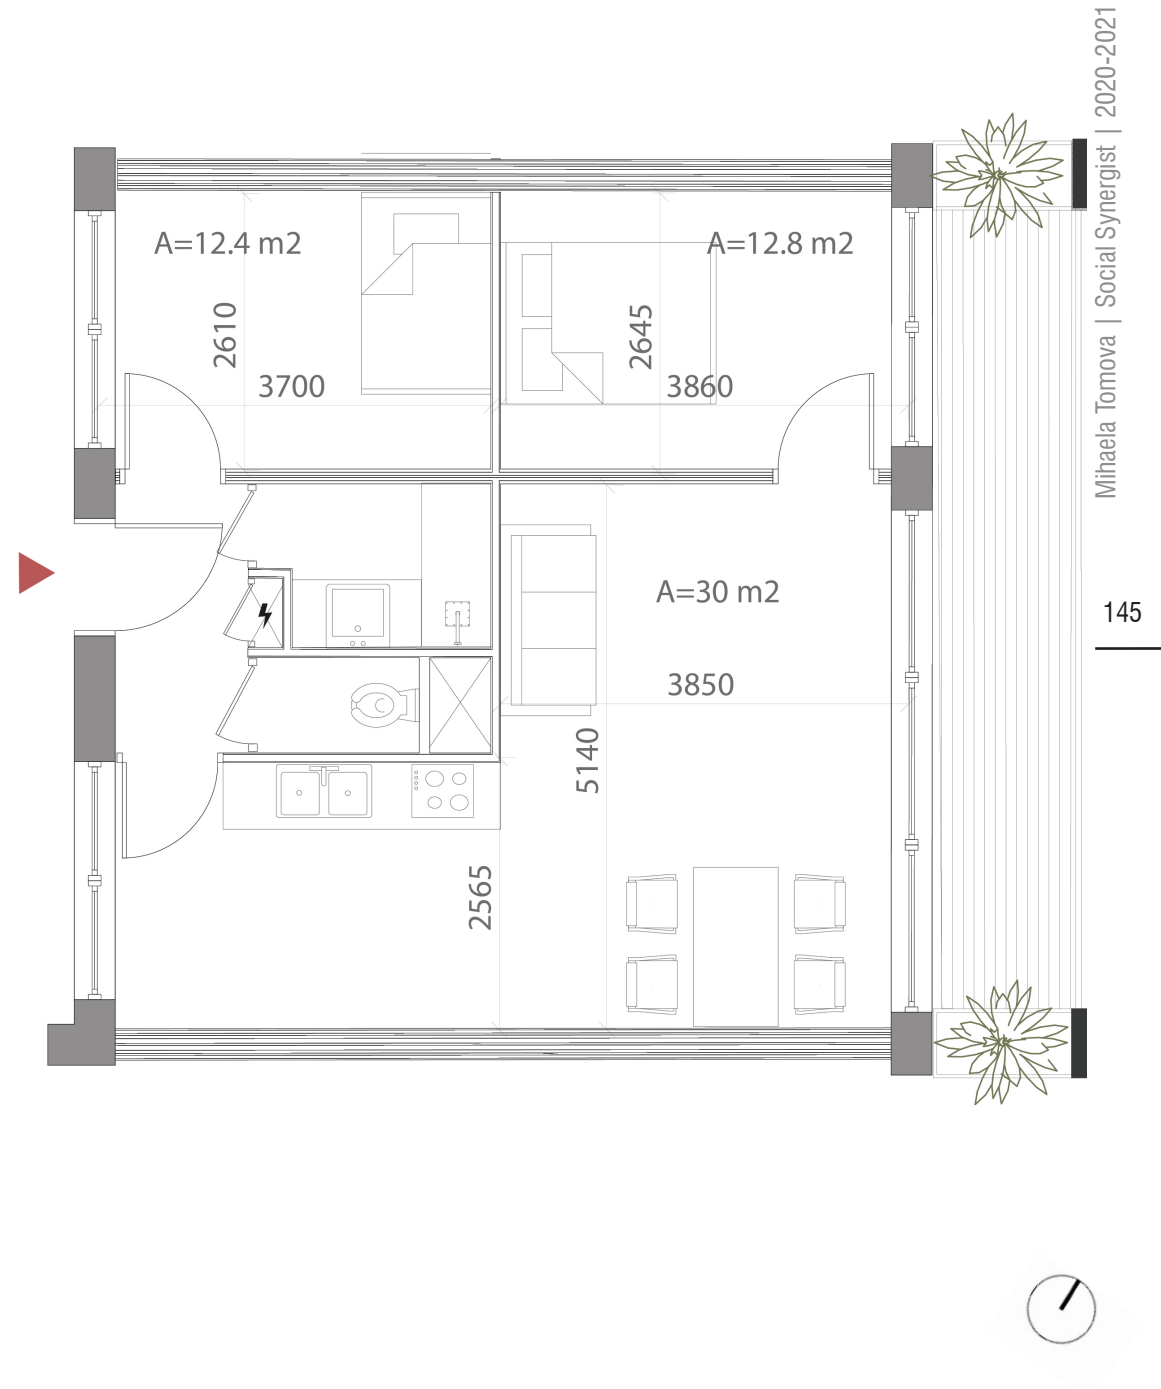 Mihaela Tomova | Social Synergist | 2020-2021
A=12.4 m2
A=12.8 m2
2610
2645
3700
3860
A=30 m2
145
3850
5140
2565